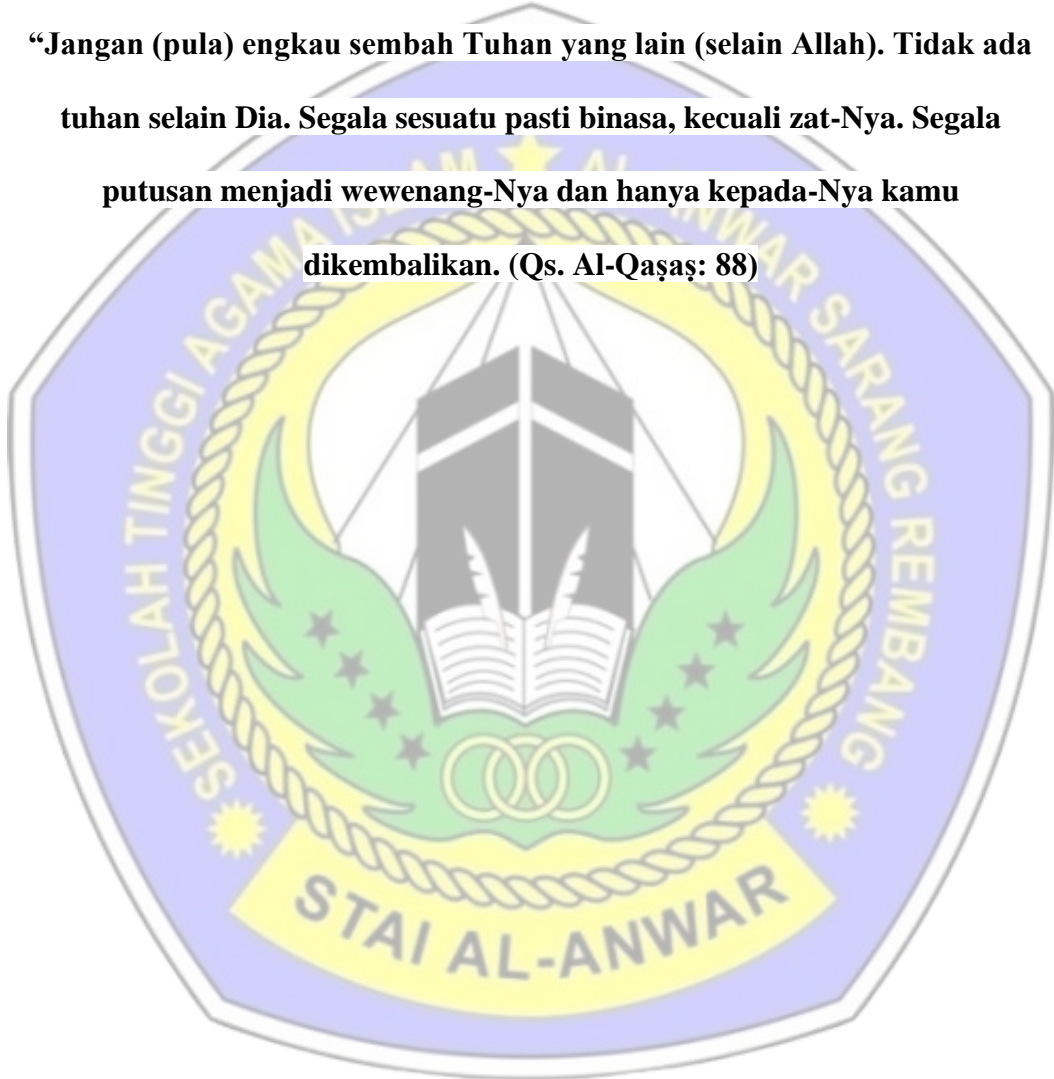 “Jangan (pula) engkau sembah Tuhan yang lain (selain Allah). Tidak ada
tuhan selain Dia. Segala sesuatu pasti binasa, kecuali zat-Nya. Segala
putusan menjadi wewenang-Nya dan hanya kepada-Nya kamu
dikembalikan. (Qs. Al-Qaṣaṣ: 88)
SEKOLAH TINGGI AGAMA ISLAM AL-ANWAR SARANG REMBANG
STAI AL-ANWAR